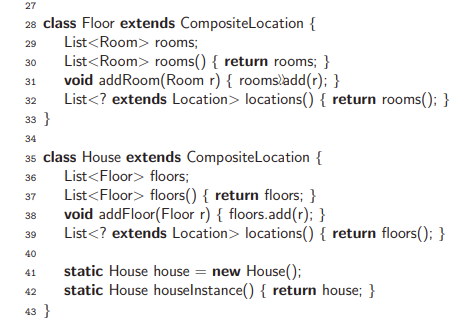 27
28 class Floor extends CompositeLocation {
29 List<Room> rooms;
30 List<Room> rooms() { return rooms; }
31 void addRoom(Room r) { rooms.add(r); }
32 List<? extends Location> locations() { return rooms(); }
33 }
34
35 class House extends CompositeLocation {
36 List<Floor> floors;
37 List<Floor> floors() { return floors; }
38 void addFloor(Floor r) { floors.add(r); }
39 List<? extends Location> locations() { return floors(); }
40
41 static House house = new House();
42 static House houseInstance() { return house; }
43 }